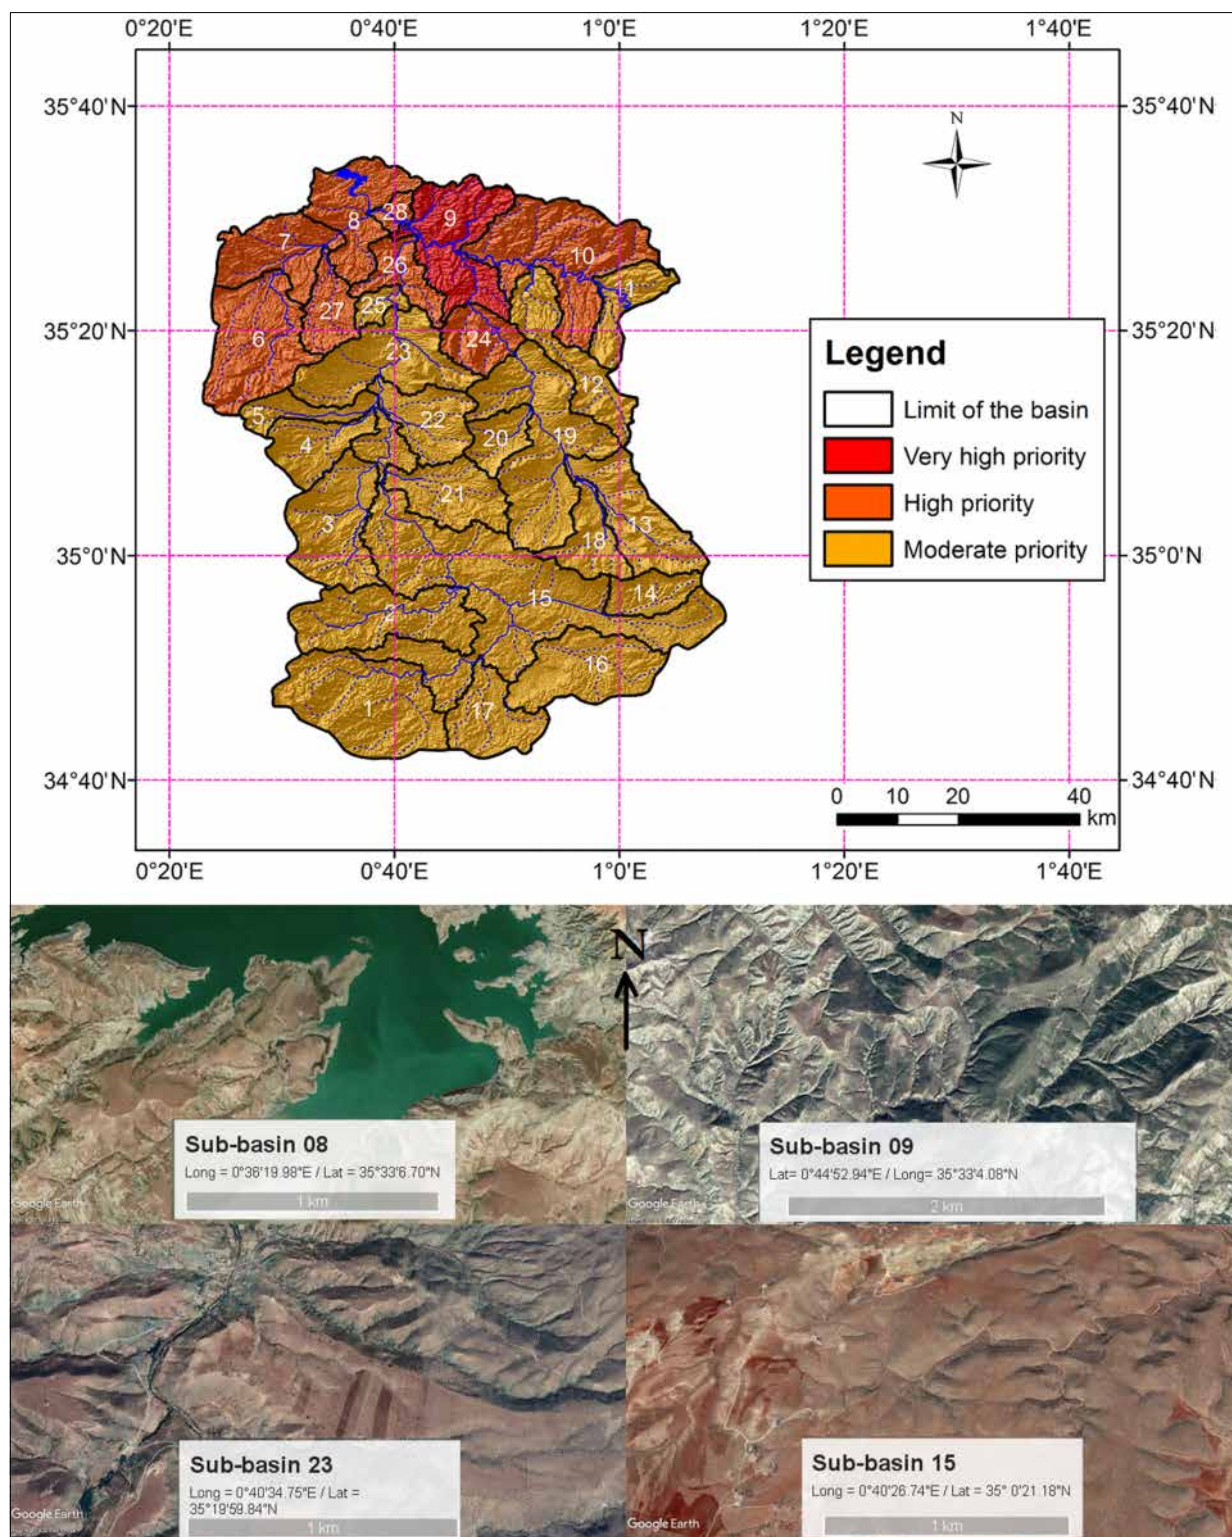 0°20'E 0°40'E 1°0'E 1°20'E 1°40'E
35°40'N 35°40'N
N
28 9
7 8 10
26 11
25
27
35°20'N 6 24 35°20'N
23
12
5 22
4 20 19
21
3 13
18
35°0'N 35°0'N
14
15
2
16
1 17
34°40'N 34°40'N
Legend
Limit of the basin
Very high priority
High priority
Moderate priority
0 10 20 40
km
0°20'E 0°40'E 1°0'E 1°20'E 1°40'E
N
Sub-basin 08
Long = 0°36'19.98"E / Lat = 35°33'6.70"N
1 km
Google Earth
Sub-basin 09
Lat= 0°44'52.94"E / Long= 35°33'4.08"N
2 km
Google Earth
Sub-basin 23
Long = 0°40'34.75"E / Lat =
35°19'59.84"N
1 km
Google Earth
Sub-basin 15
Long = 0°40'26.74"E / Lat = 35° 0'21.18"N
1 km
Google Earth